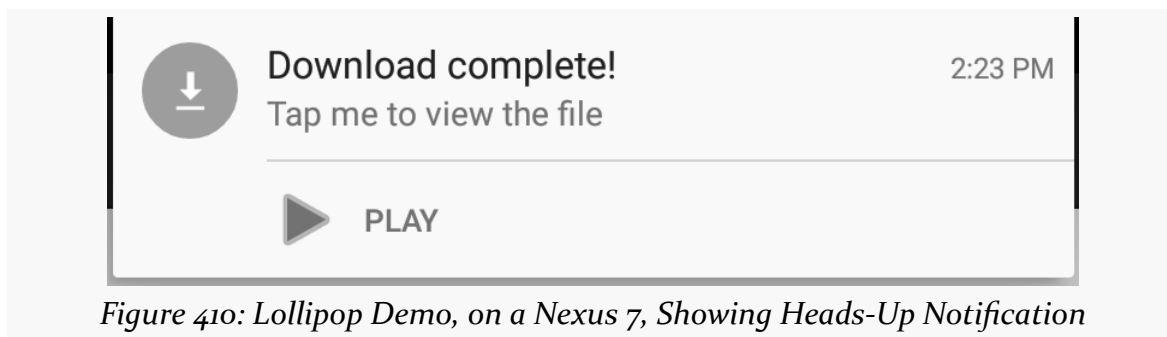 Download complete!
2:23 PM
Tap me to view the file
PLAY
Figure 410: Lollipop Demo, on a Nexus 7, Showing Heads-Up Notification